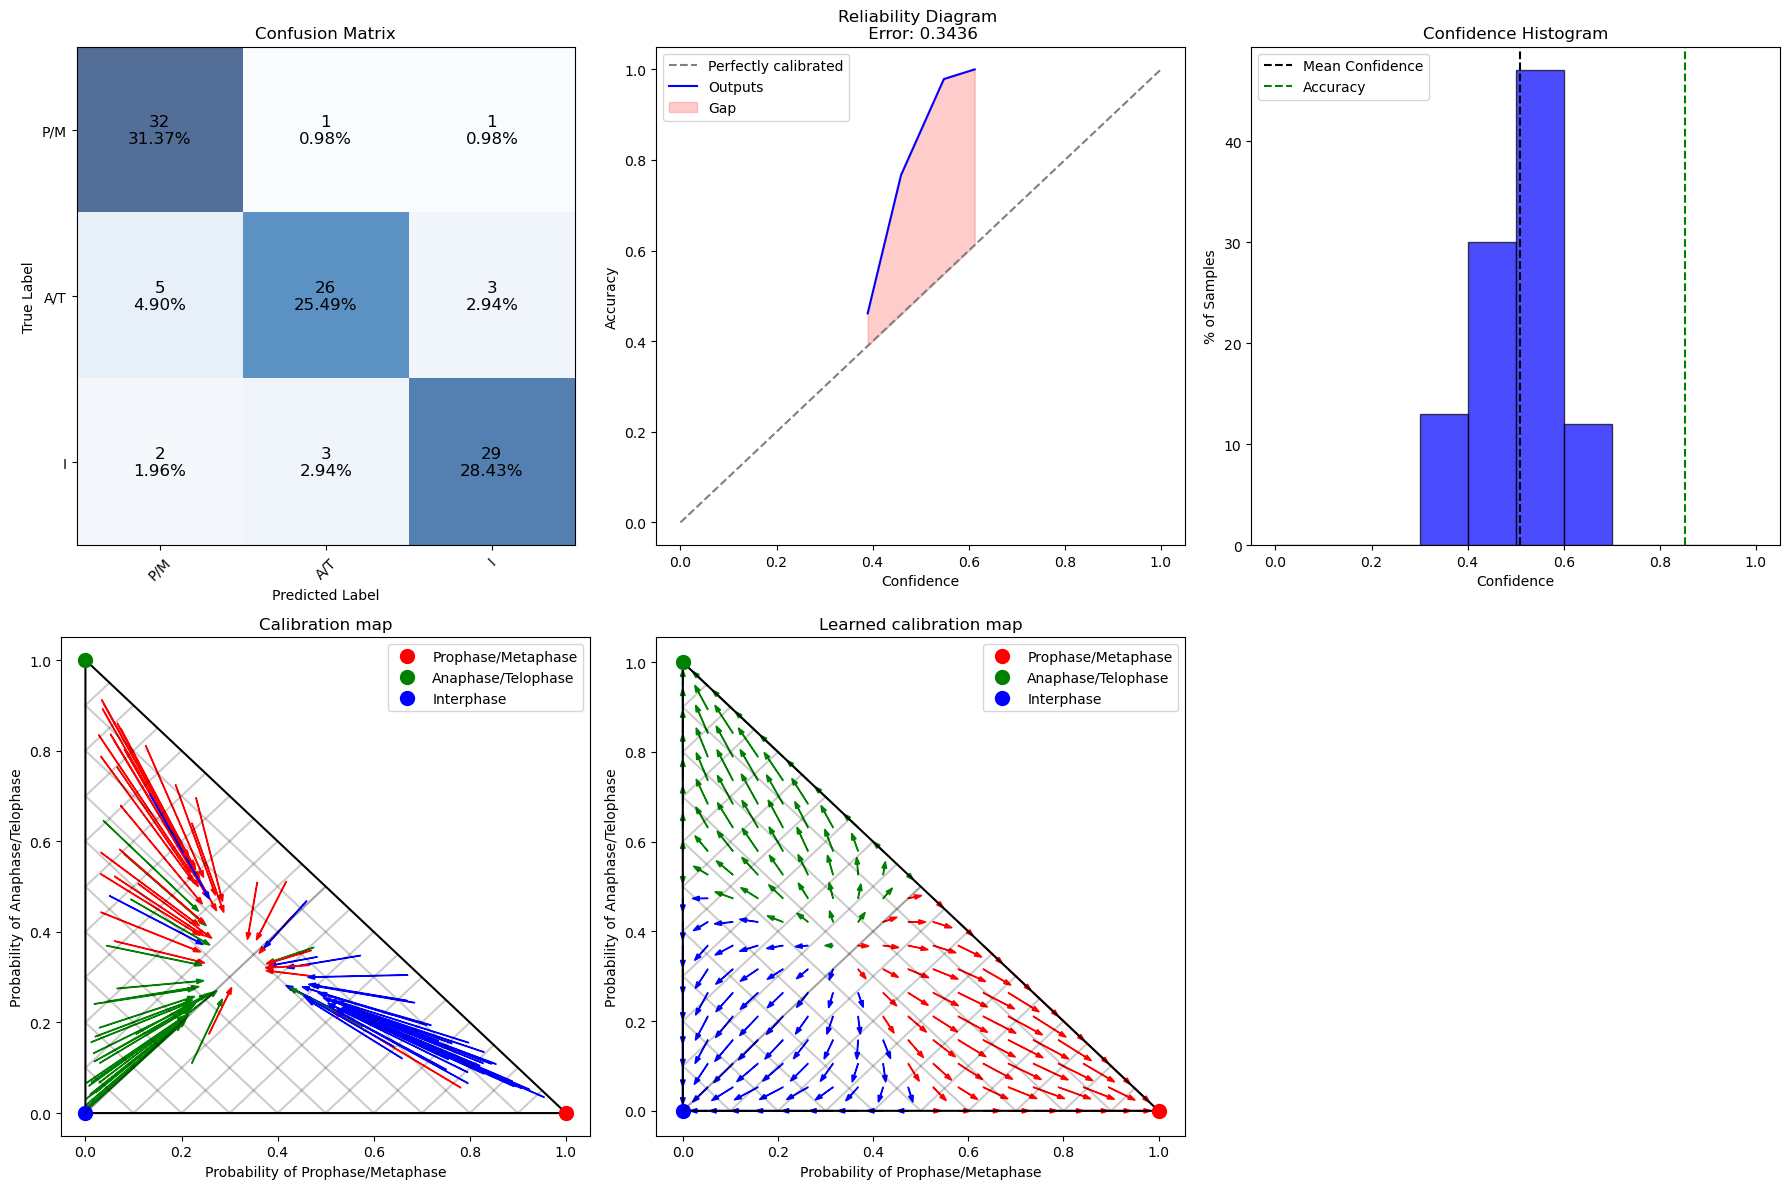 Confusion Matrix
32
31.37%
1
0.98%
1
0.98%
5
4.90%
26
25.49%
3
2.94%
2
1.96%
3
2.94%
29
28.43%
P/M
A/T
I
True Label
P/M
A/T
I
Predicted Label
Reliability Diagram
Error: 0.3436
Perfectly calibrated
Outputs
Gap
1.0
0.8
0.6
0.4
0.2
0.0
Accuracy
0.0 0.2 0.4 0.6 0.8 1.0
Confidence
Confidence Histogram
Mean Confidence
Accuracy
40
30
20
10
0
% of Samples
0.0 0.2 0.4 0.6 0.8 1.0
Confidence
Calibration map
Prophase/Metaphase
Anaphase/Telophase
Interphase
1.0
0.8
0.6
0.4
0.2
0.0
Probability of Anaphase/Telophase
0.0 0.2 0.4 0.6 0.8 1.0
Probability of Prophase/Metaphase
Learned calibration map
Prophase/Metaphase
Anaphase/Telophase
Interphase
1.0
0.8
0.6
0.4
0.2
0.0
Probability of Anaphase/Telophase
0.0 0.2 0.4 0.6 0.8 1.0
Probability of Prophase/Metaphase